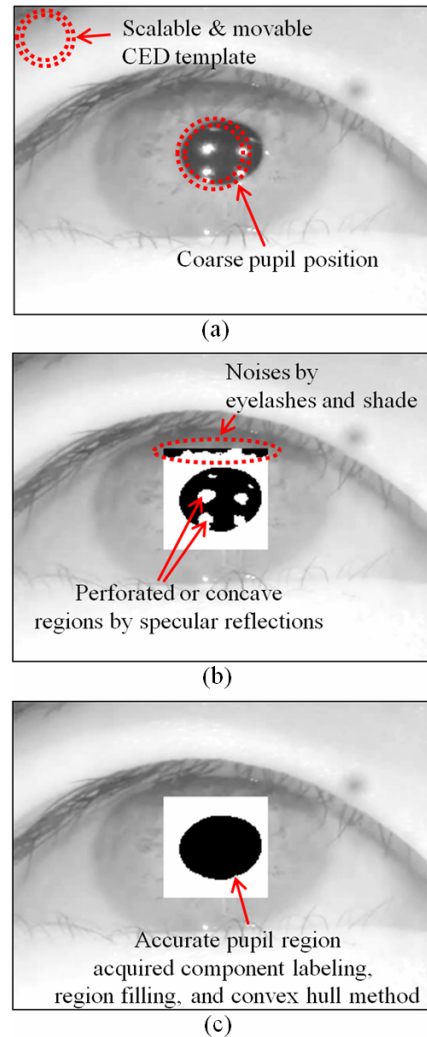 Scalable & movable
CED template
Coarse pupil position
(a)
Noises by
eyelashes and shade
Perforated or concave
regions by specular reflections
(b)
Accurate pupil region
acquired component labeling,
region filling, and convex hull method
(c)